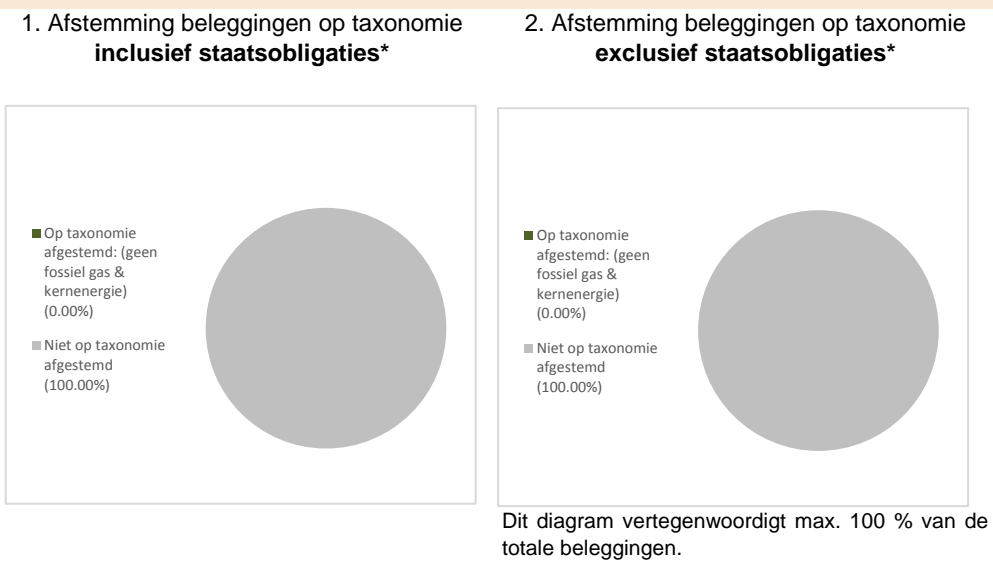 1. Afstemming beleggingen op taxonomie
inclusief staatsobligaties*
Op taxonomie
afgestemd: (geen
fossiel gas &
kernenergie)
(0.00%)
Niet op taxonomie
afgestemd
(100.00%)
2. Afstemming beleggingen op taxonomie
exclusief staatsobligaties*
Op taxonomie
afgestemd: (geen
fossiel gas &
kernenergie)
(0.00%)
Niet op taxonomie
afgestemd
(100.00%)
Dit diagram vertegenwoordigt max. 100 % van de
totale beleggingen.